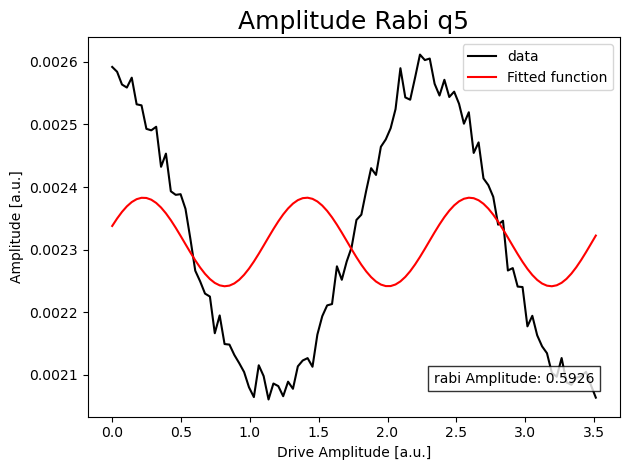 Amplitude Rabi q5
data
Fitted function
0.0026
0.0025
0.0024
0.0023
0.0022
0.0021
Amplitude [a.u.]
rabi Amplitude: 0.5926
0.0
0.5
1.0
1.5
2.0
2.5
3.0
3.5
Drive Amplitude [a.u.]